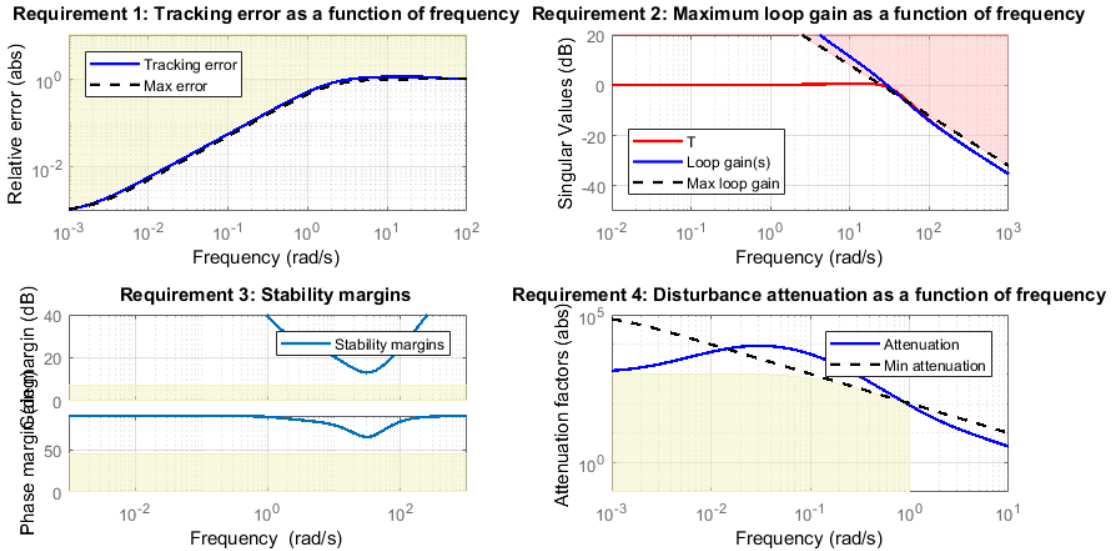 Requirement 1: Tracking error as a function of frequency
Relative error (abs)
10^0
10^-2
Tracking error
Max error
10^-3
10^-2
10^-1
10^0
10^1
10^2
Frequency (rad/s)
Requirement 2: Maximum loop gain as a function of frequency
Singular Values (dB)
20
0
-20
-40
T
Loop gain(s)
Max loop gain
10^-2
10^-1
10^0
10^1
10^2
10^3
Frequency (rad/s)
Requirement 3: Stability margins
Gain margin (dB)
40
20
0
Stability margins
Phase margin (deg)
50
0
10^-2
10^0
10^2
Frequency (rad/s)
Requirement 4: Disturbance attenuation as a function of frequency
Attenuation factors (abs)
10^5
10^0
Attenuation
Min attenuation
10^-3
10^-2
10^-1
10^0
10^1
Frequency (rad/s)